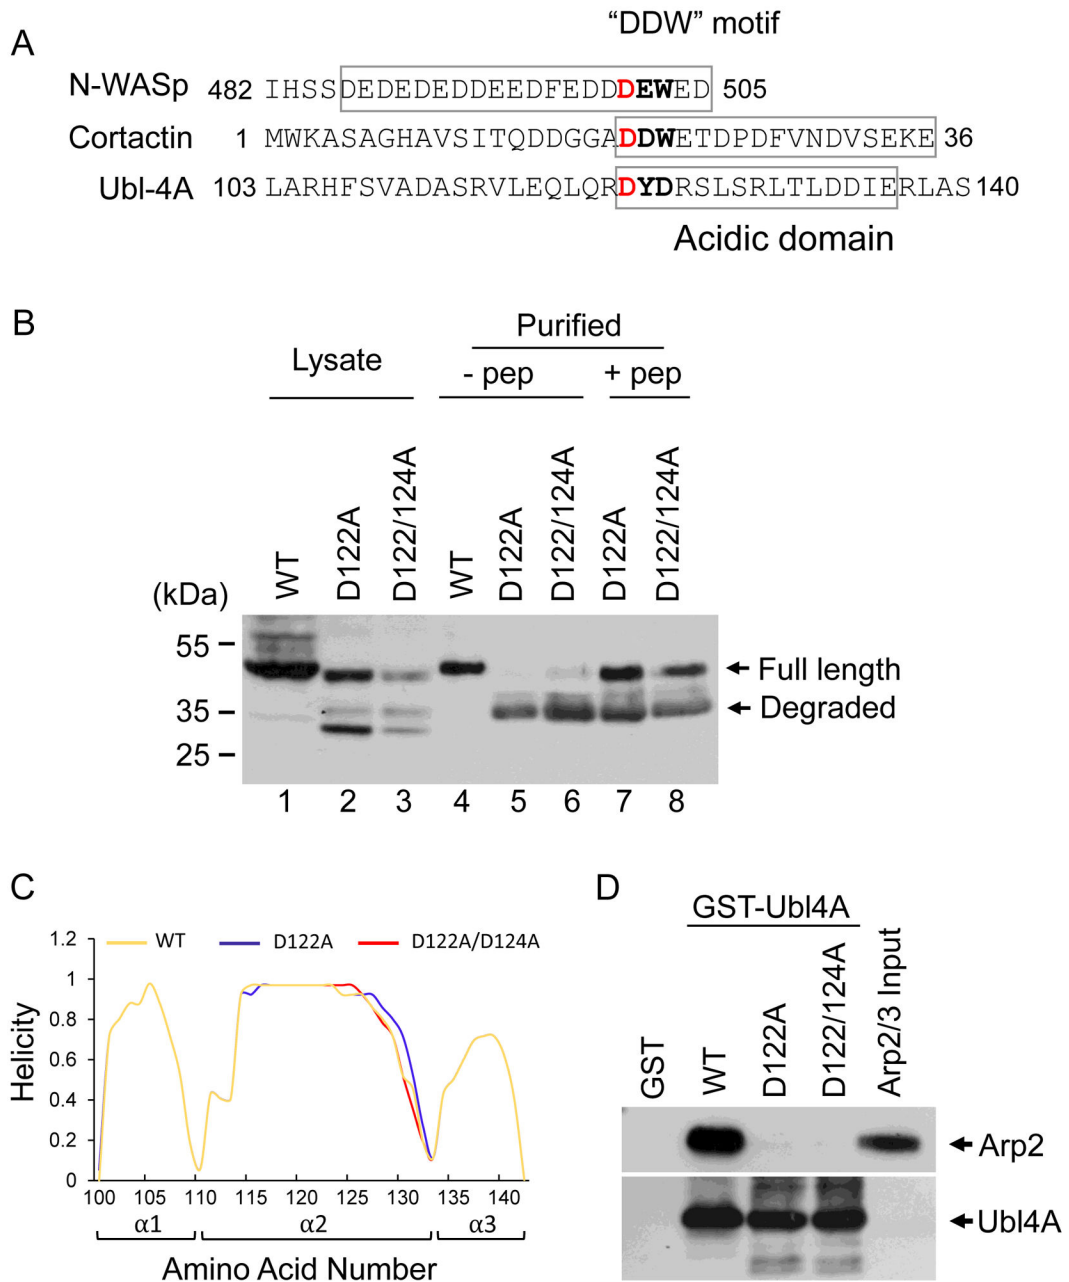 A
“DDW” motif
N-WASp 482 IHSSDEDEDEDDEEDFEDDDEWED 505
Cortactin 1 MWKASAGHAVSITQDDGGADDWETDPDFVNDVSEKE 36
Ubl-4A 103 LARHFSVADASRVLEQLQRDYDRSLSRLTLDDIERLAS 140
Acidic domain
B
Purified
Lysate - pep + pep
WT D122A D122/124A WT D122A D122/124A D122A D122/124A
(kDa)
55
Full length
35
Degraded
25
1 2 3 4 5 6 7 8
C
WT D122A D122A/D124A
Helicity
1.2
1
0.8
0.6
0.4
0.2
0
100 105 110 115 120 125 130 135 140
α1 α2 α3
Amino Acid Number
D
GST-Ubl4A
GST WT D122A D122/124A Arp2/3 Input
Arp2
Ubl4A